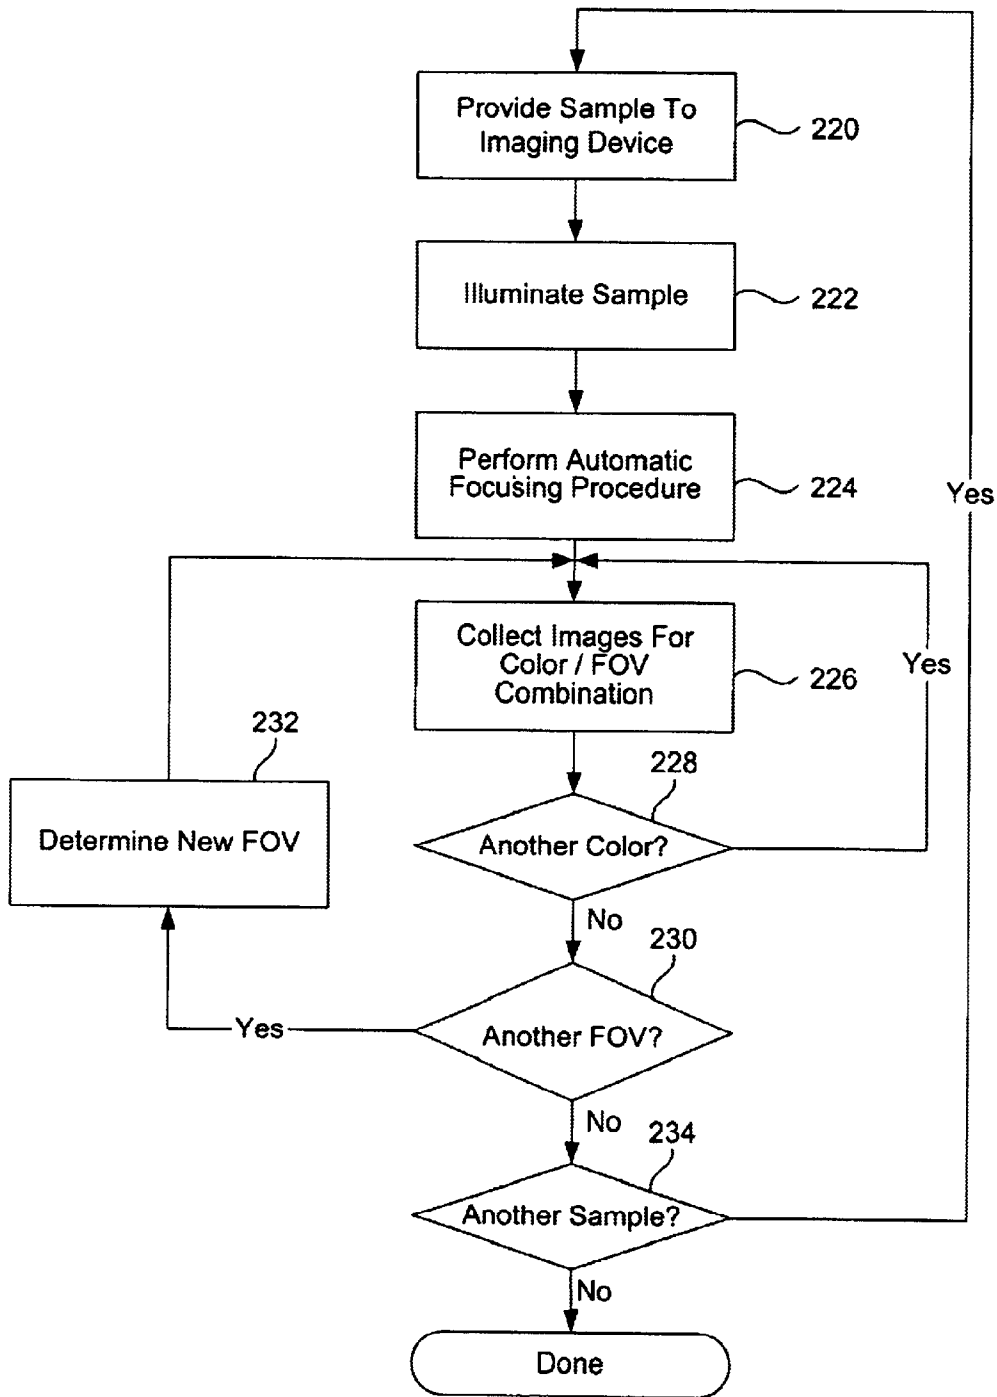 Provide Sample To
Imaging Device
220
Illuminate Sample
222
Perform Automatic
Focusing Procedure
224
Yes
Collect Images For
Color / FOV
Combination
226
Yes
232
Determine New FOV
228
Another Color?
No
230
Another FOV?
Yes
No
234
Another Sample?
No
Done